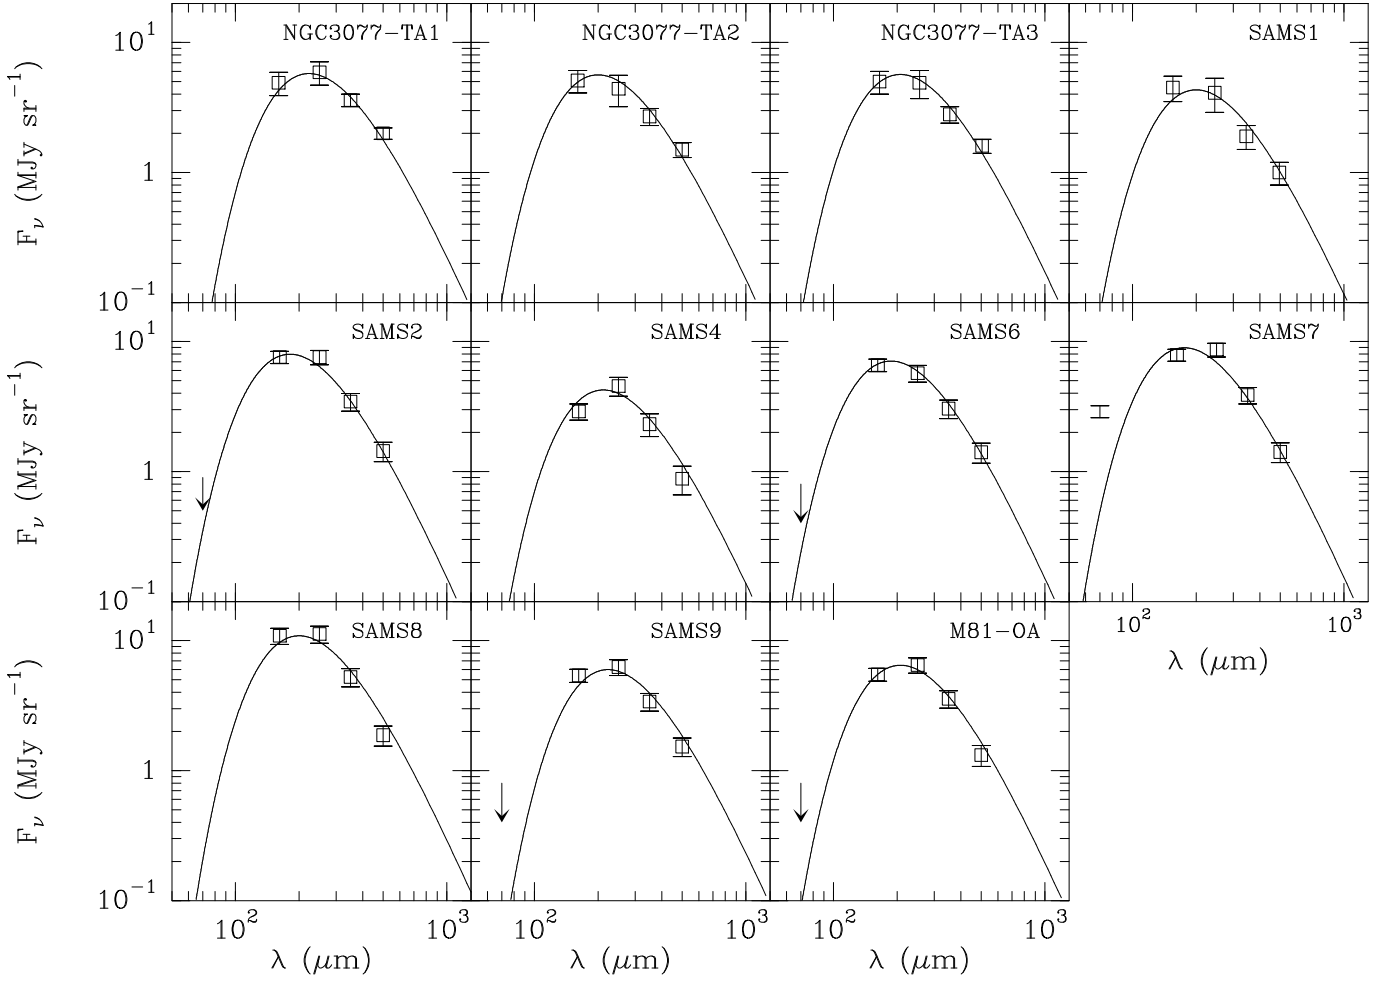 NGC3077-TA1
NGC3077-TA2
NGC3077-TA3
SAMS1
10^1
1
10^-1
F_ν (MJy sr^-1)
SAMS2
SAMS4
SAMS6
SAMS7
10^1
1
10^-1
F_ν (MJy sr^-1)
10^2
10^3
λ (μm)
SAMS8
SAMS9
M81-OA
10^1
1
10^-1
F_ν (MJy sr^-1)
10^2
10^3
10^2
10^3
10^2
10^3
λ (μm)
λ (μm)
λ (μm)